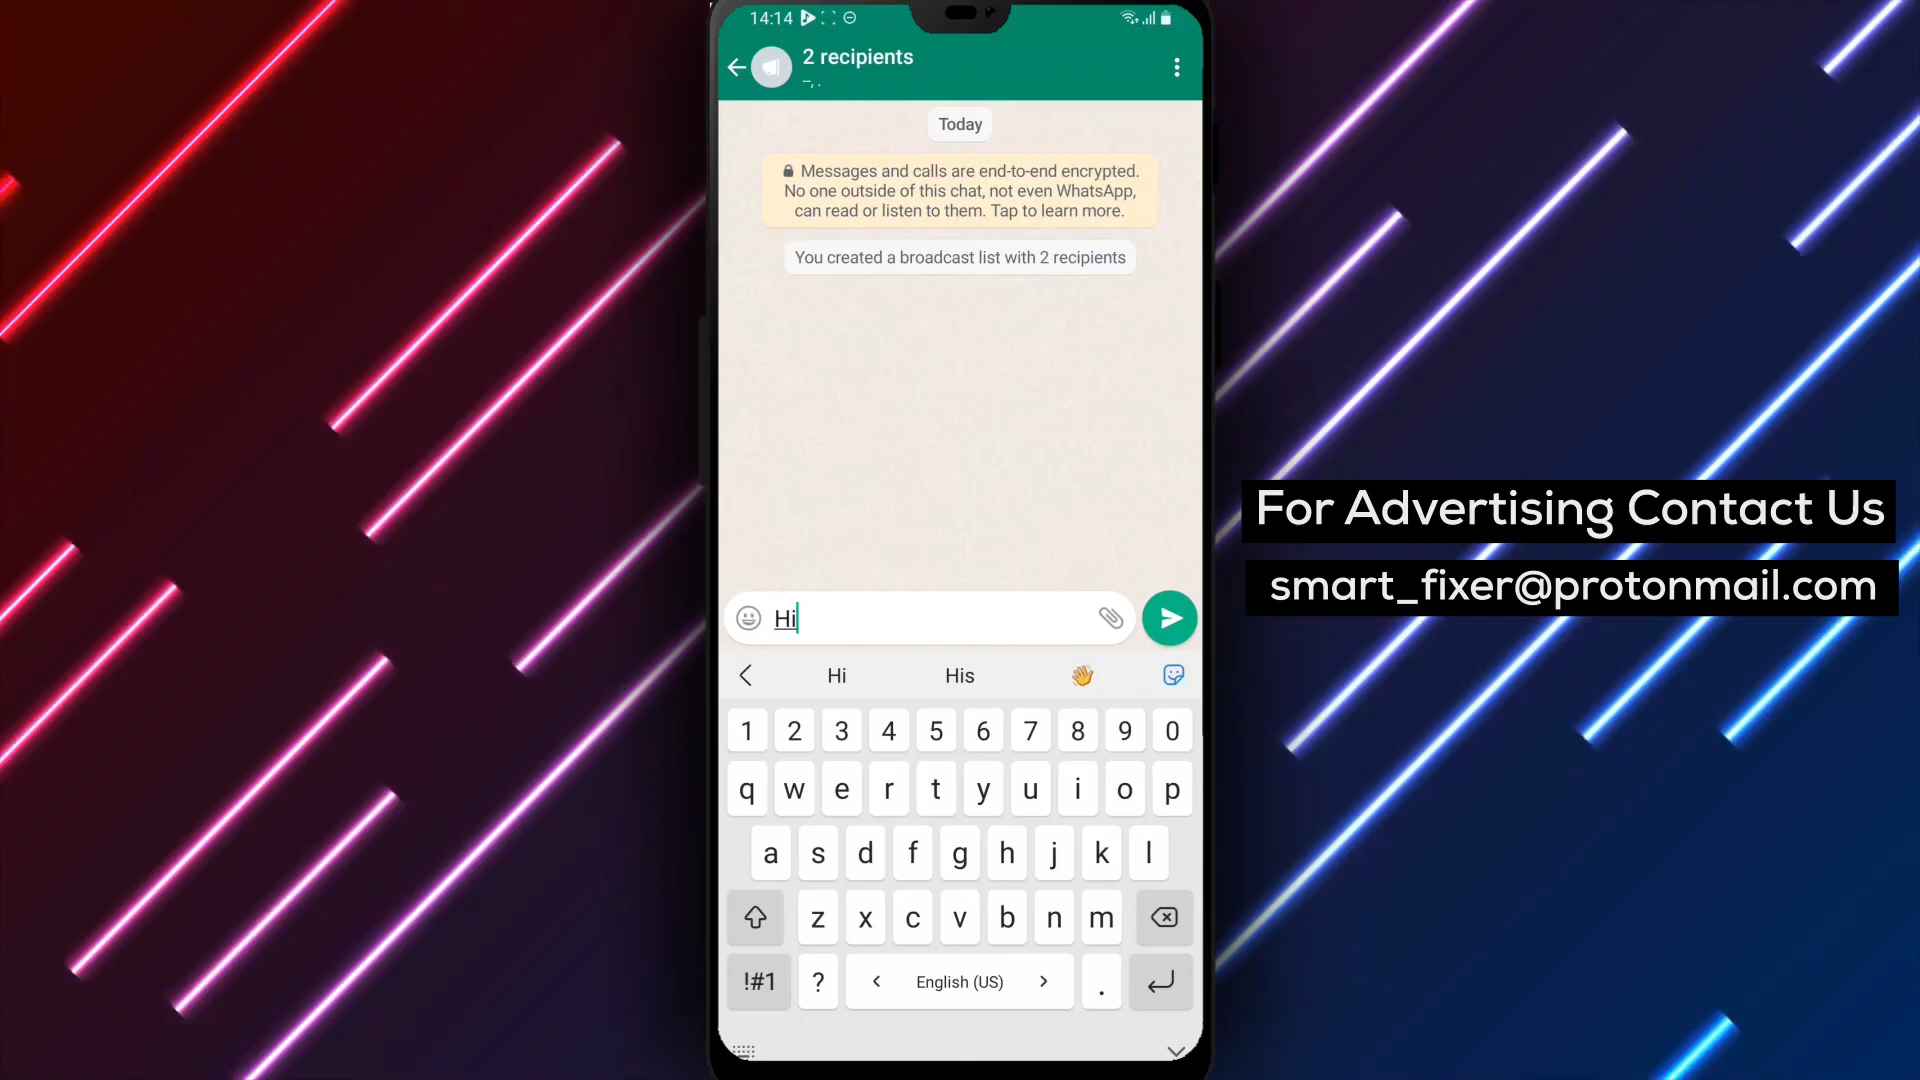 14:14
2 recipients
–, .
Today
Messages and calls are end-to-end encrypted.
No one outside of this chat, not even WhatsApp,
can read or listen to them. Tap to learn more.
You created a broadcast list with 2 recipients
For Advertising Contact Us
smart_fixer@protonmail.com
Hi
Hi His
1 2 3 4 5 6 7 8 9 0
q w e r t y u i o p
a s d f g h j k l
z x c v b n m
!#1 ? < English (US) > .